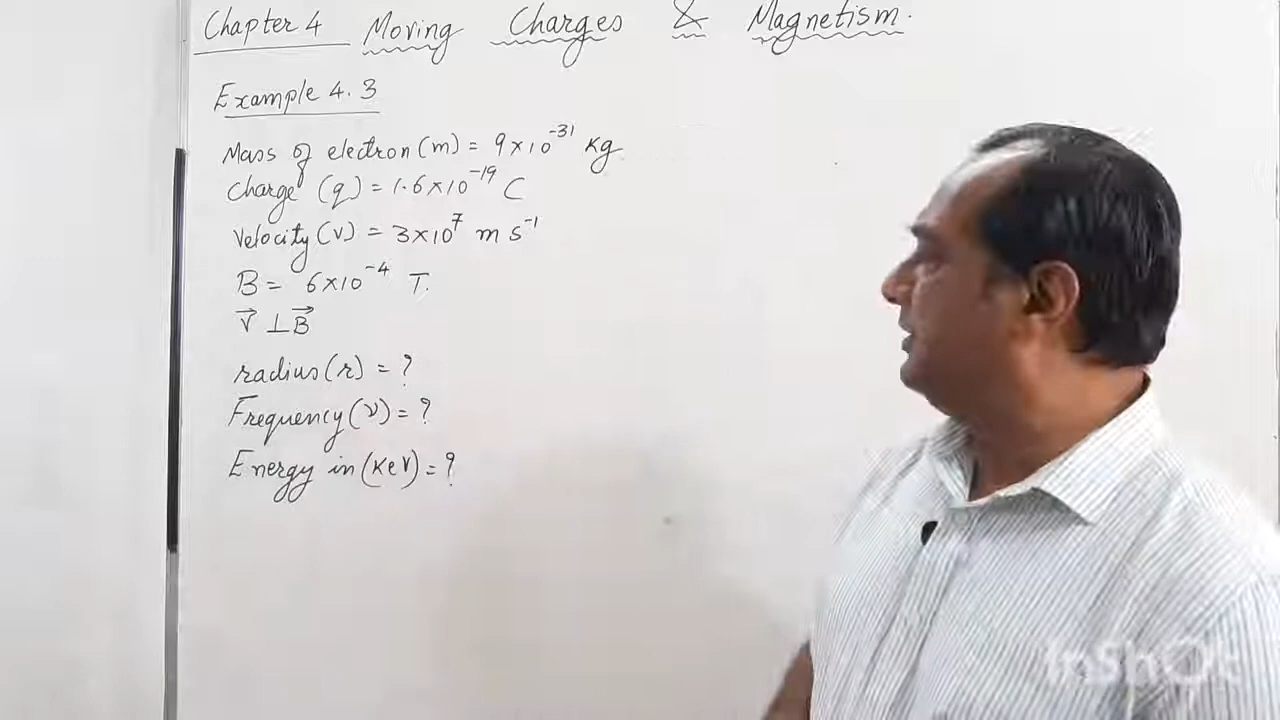 Chapter 4 Moving Charges & Magnetism.
Example 4.3
Mass of electron (m) = 9×10⁻³¹ Kg.
Charge (q) = 1.6×10⁻¹⁹ C
Velocity (v) = 3×10⁷ m s⁻¹
B = 6×10⁻⁴ T.
V⃗ ⊥ B⃗
radius (r) = ?
Frequency (ν) = ?
Energy in (KeV) = ?
InShOt